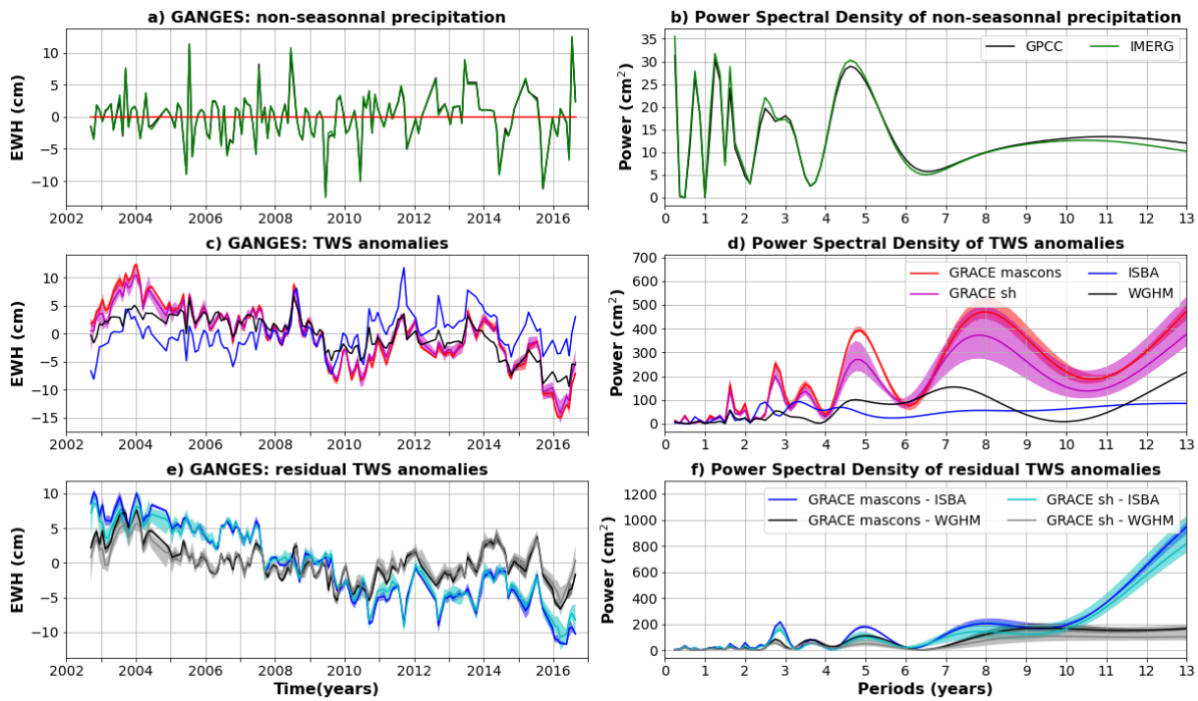 a) GANGES: non-seasonnal precipitation
EWH (cm)
10
5
0
−5
−10
2002 2004 2006 2008 2010 2012 2014 2016
b) Power Spectral Density of non-seasonnal precipitation
Power (cm²)
35
30
25
20
15
10
5
0
GPCC IMERG
0 1 2 3 4 5 6 7 8 9 10 11 12 13
c) GANGES: TWS anomalies
EWH (cm)
10
5
0
−5
−10
−15
2002 2004 2006 2008 2010 2012 2014 2016
d) Power Spectral Density of TWS anomalies
Power (cm²)
700
600
500
400
300
200
100
0
GRACE mascons ISBA
GRACE sh WGHM
0 1 2 3 4 5 6 7 8 9 10 11 12 13
e) GANGES: residual TWS anomalies
EWH (cm)
10
5
0
−5
−10
2002 2004 2006 2008 2010 2012 2014 2016
Time(years)
f) Power Spectral Density of residual TWS anomalies
Power (cm²)
1200
1000
800
600
400
200
0
GRACE mascons - ISBA GRACE sh - ISBA
GRACE mascons - WGHM GRACE sh - WGHM
0 1 2 3 4 5 6 7 8 9 10 11 12 13
Periods (years)